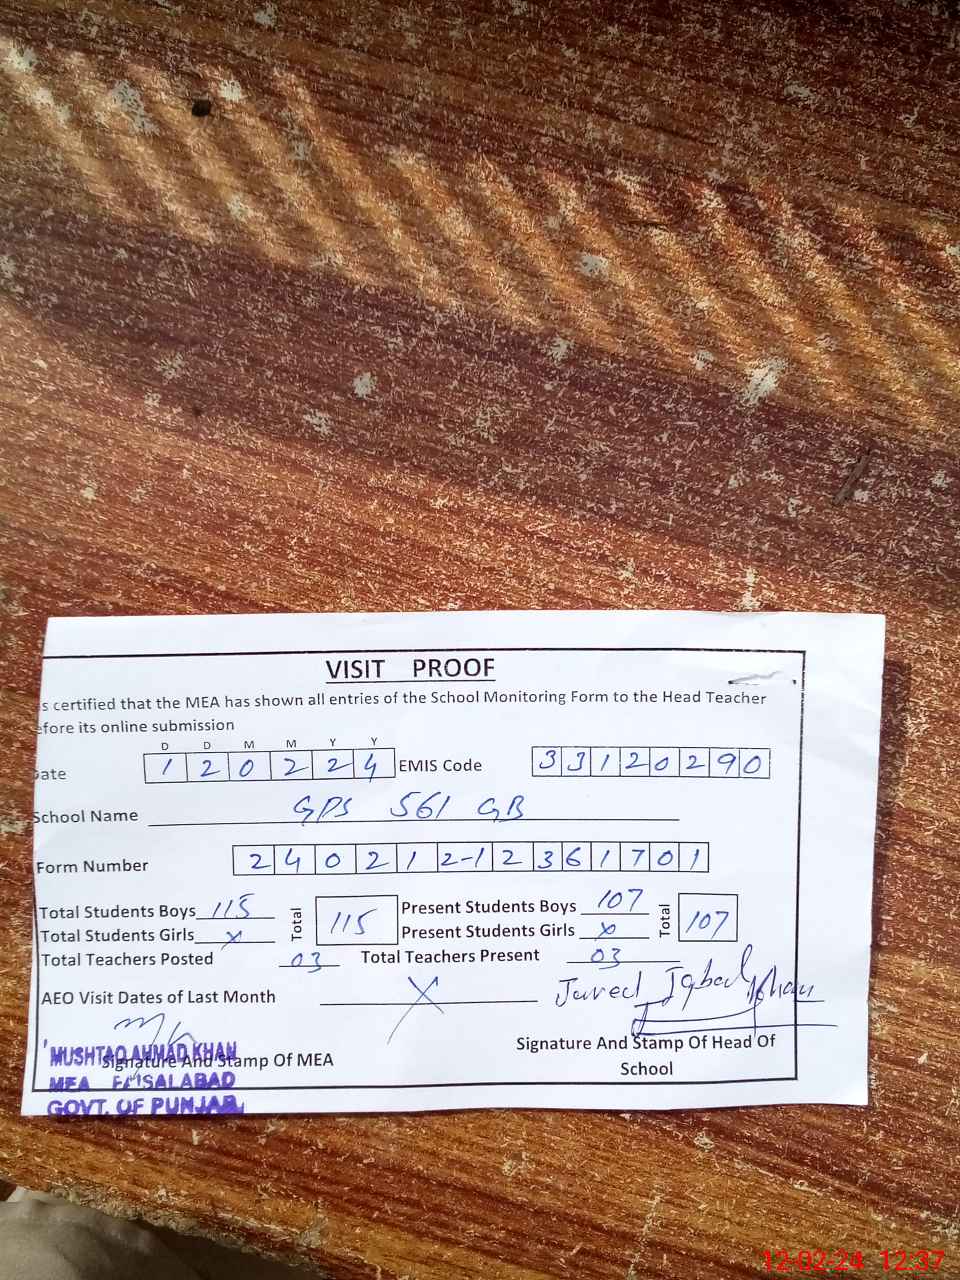 VISIT PROOF
s certified that the MEA has shown all entries of the School Monitoring Form to the Head Teacher
efore its online submission
D D M M Y Y
Date 1 2 0 2 2 4 EMIS Code 3 3 1 2 0 2 9 0
School Name GPS 561 GB
Form Number 2 4 0 2 1 2-1 2 3 6 1 7 0 1
Total Students Boys 115 Total 115 Present Students Boys 107 Total 107
Total Students Girls x Present Students Girls x
Total Teachers Posted 03 Total Teachers Present 03
AEO Visit Dates of Last Month X Javed Iqbal Khan
MUSHTAQ AHMAD KHAN
Signature And Stamp Of MEA
MEA FAISALABAD
GOVT. OF PUNJAB
Signature And Stamp Of Head Of
School
12-02-24 12:37